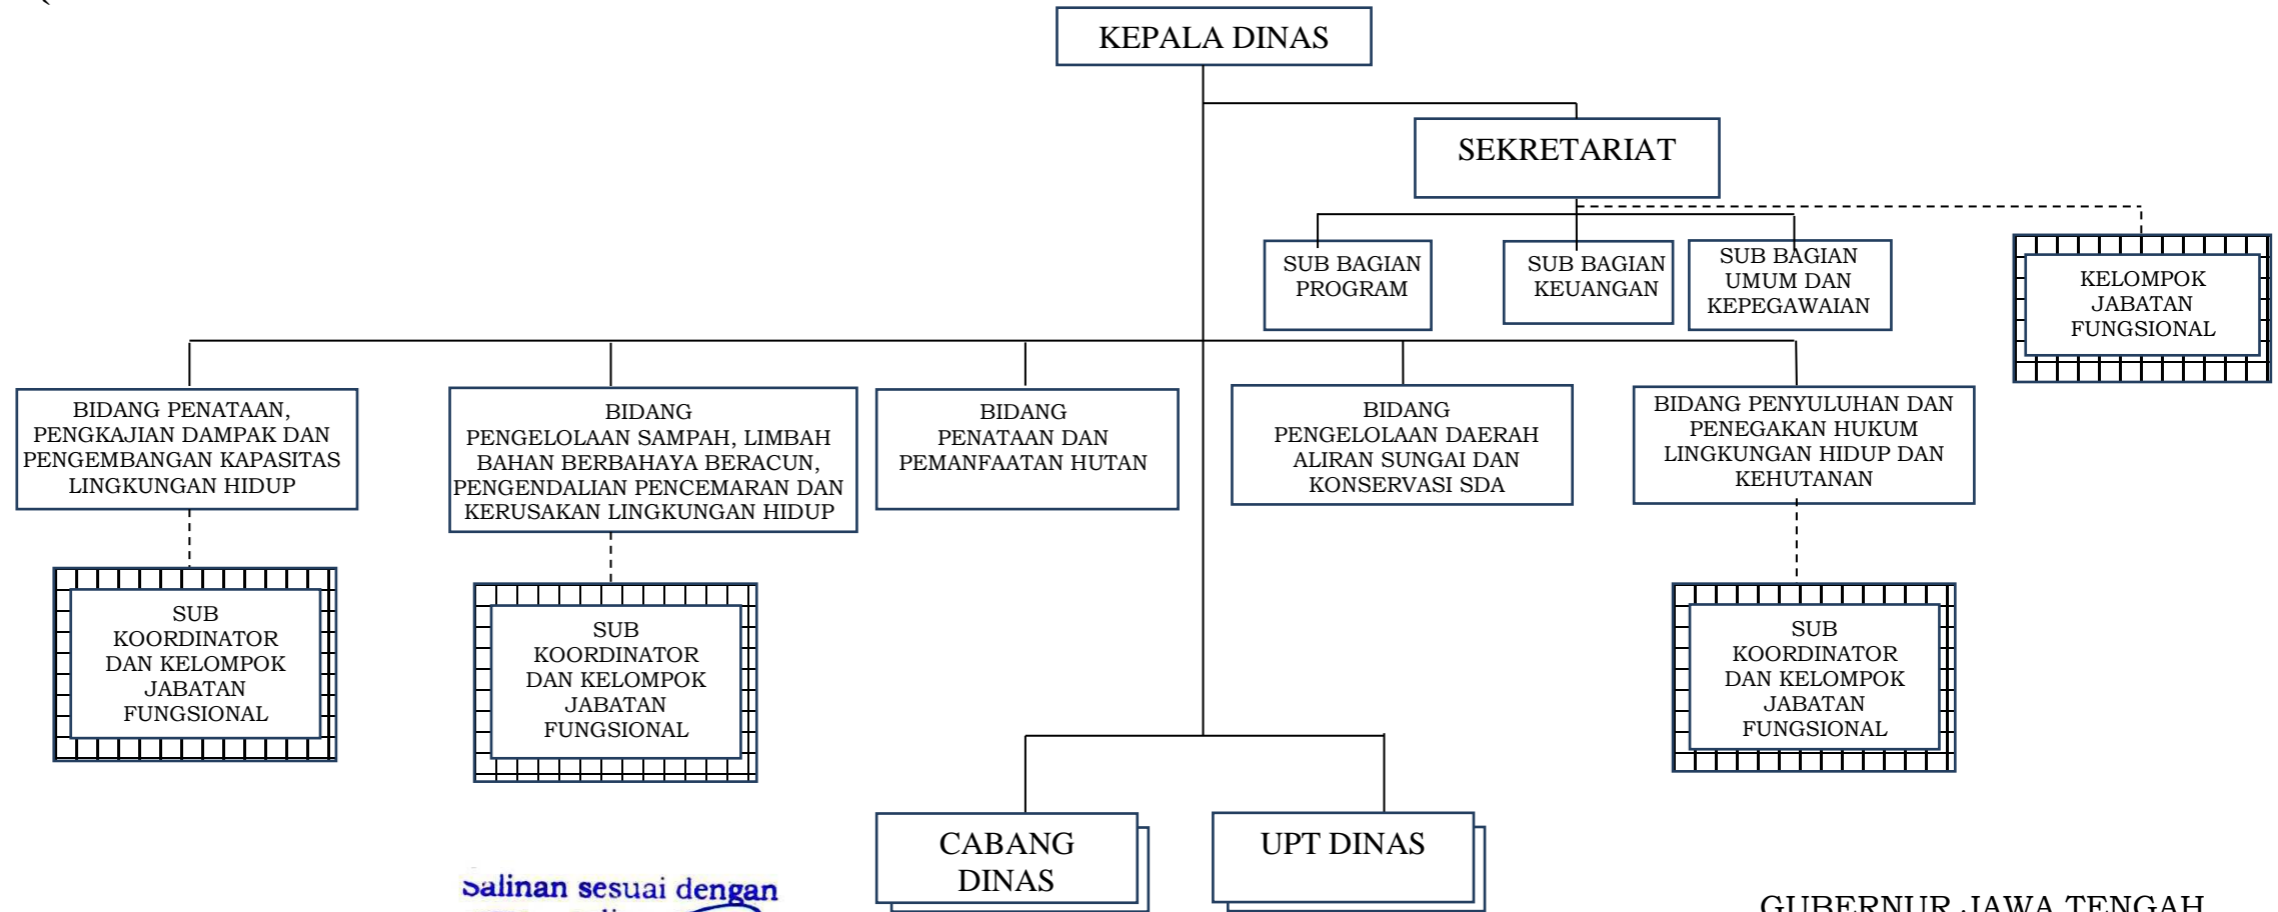 KEPALA DINAS
SEKRETARIAT
SUB BAGIAN
PROGRAM
SUB BAGIAN
KEUANGAN
SUB BAGIAN
UMUM DAN
KEPEGAWAIAN
KELOMPOK
JABATAN
FUNGSIONAL
BIDANG PENATAAN,
PENGKAJIAN DAMPAK DAN
PENGEMBANGAN KAPASITAS
LINGKUNGAN HIDUP
BIDANG
PENGELOLAAN SAMPAH, LIMBAH
BAHAN BERBAHAYA BERACUN,
PENGENDALIAN PENCEMARAN DAN
KERUSAKAN LINGKUNGAN HIDUP
BIDANG
PENATAAN DAN
PEMANFAATAN HUTAN
BIDANG
PENGELOLAAN DAERAH
ALIRAN SUNGAI DAN
KONSERVASI SDA
BIDANG PENYULUHAN DAN
PENEGAKAN HUKUM
LINGKUNGAN HIDUP DAN
KEHUTANAN
SUB
KOORDINATOR
DAN KELOMPOK
JABATAN
FUNGSIONAL
SUB
KOORDINATOR
DAN KELOMPOK
JABATAN
FUNGSIONAL
SUB
KOORDINATOR
DAN KELOMPOK
JABATAN
FUNGSIONAL
CABANG
DINAS
UPT DINAS
Salinan sesuai dengan
GUBERNUR JAWA TENGAH